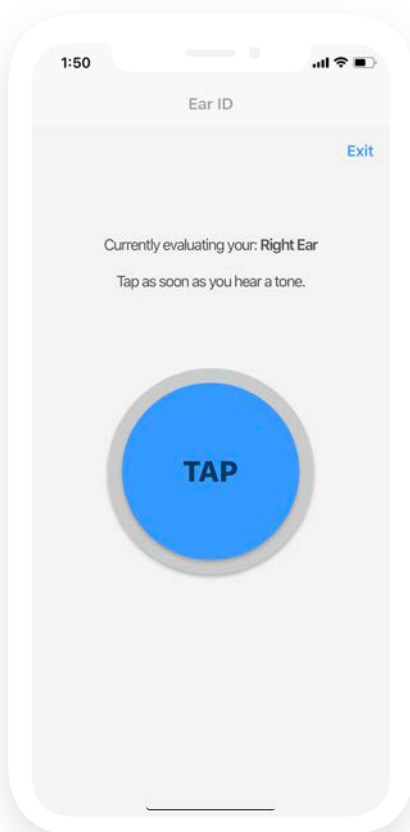 1:50
Ear ID
Exit
Currently evaluating your: Right Ear
Tap as soon as you hear a tone.
TAP